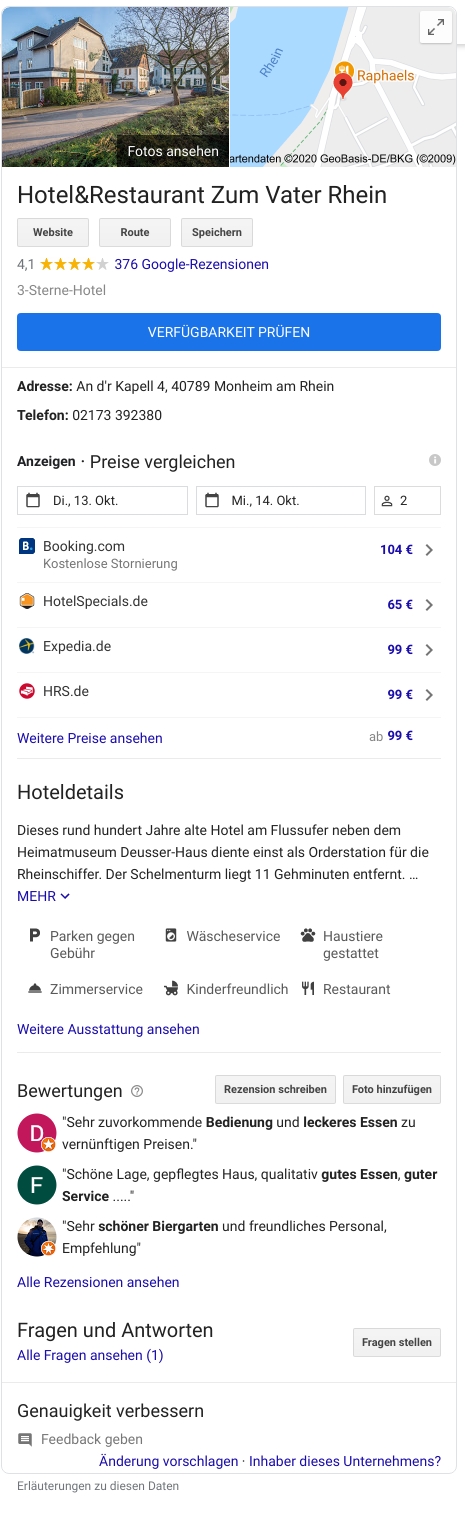 Rhein
Raphaels
Fotos ansehen
artendaten ©2020 GeoBasis-DE/BKG (©2009)
Hotel&Restaurant Zum Vater Rhein
Website Route Speichern
4,1 376 Google-Rezensionen
3-Sterne-Hotel
VERFÜGBARKEIT PRÜFEN
Adresse: An d'r Kapell 4, 40789 Monheim am Rhein
Telefon: 02173 392380
Anzeigen · Preise vergleichen
Di., 13. Okt. Mi., 14. Okt. 2
B. Booking.com 104 €
Kostenlose Stornierung
HotelSpecials.de 65 €
Expedia.de 99 €
HRS.de 99 €
Weitere Preise ansehen ab 99 €
Hoteldetails
Dieses rund hundert Jahre alte Hotel am Flussufer neben dem
Heimatmuseum Deusser-Haus diente einst als Orderstation für die
Rheinschiffer. Der Schelmenturm liegt 11 Gehminuten entfernt. ...
MEHR
P Parken gegen Gebühr
Wäscheservice
Haustiere gestattet
Zimmerservice Kinderfreundlich Restaurant
Weitere Ausstattung ansehen
Bewertungen Rezension schreiben Foto hinzufügen
D "Sehr zuvorkommende Bedienung und leckeres Essen zu
vernünftigen Preisen."
F "Schöne Lage, gepflegtes Haus, qualitativ gutes Essen, guter
Service ....."
"Sehr schöner Biergarten und freundliches Personal,
Empfehlung"
Alle Rezensionen ansehen
Fragen und Antworten Fragen stellen
Alle Fragen ansehen (1)
Genauigkeit verbessern
Feedback geben
Änderung vorschlagen · Inhaber dieses Unternehmens?
Erläuterungen zu diesen Daten